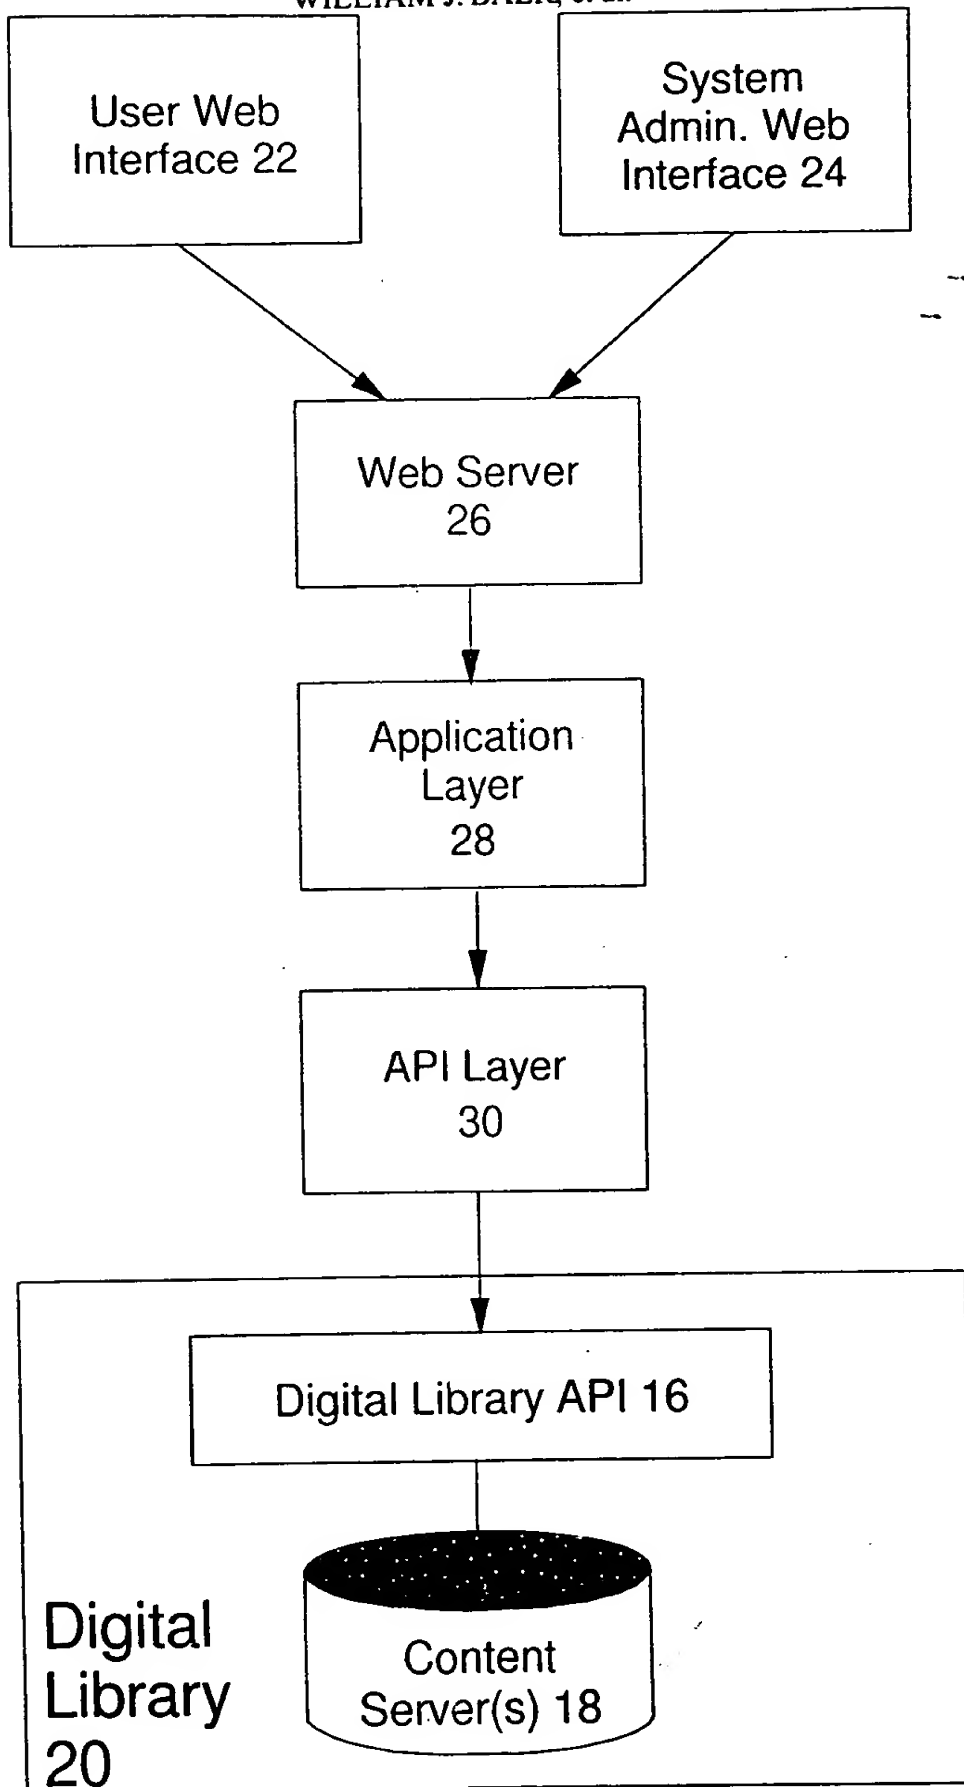 WILLIAM J.
User Web
Interface 22
System
Admin. Web
Interface 24
Web Server
26
Application
Layer
28
API Layer
30
Digital Library API 16
Content
Server(s) 18
Digital
Library
20